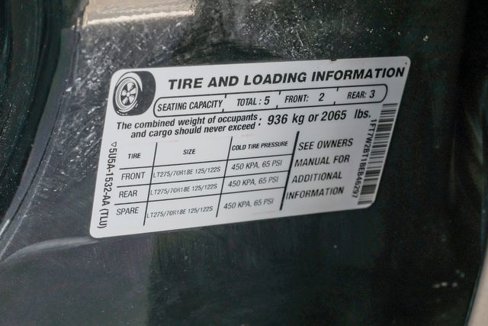 TIRE AND LOADING INFORMATION
SEATING CAPACITY TOTAL : 5 FRONT: 2 REAR: 3
The combined weight of occupants and cargo should never exceed : 936 kg or 2065 lbs.
TIRE SIZE COLD TIRE PRESSURE
FRONT LT275/70R18E 125/122S 450 KPA, 65 PSI
REAR LT275/70R18E 125/122S 450 KPA, 65 PSI
SPARE LT275/70R18E 125/122S 450 KPA, 65 PSI
SEE OWNERS
MANUAL FOR
ADDITIONAL
INFORMATION
5U5A-1532-AA (TLU)